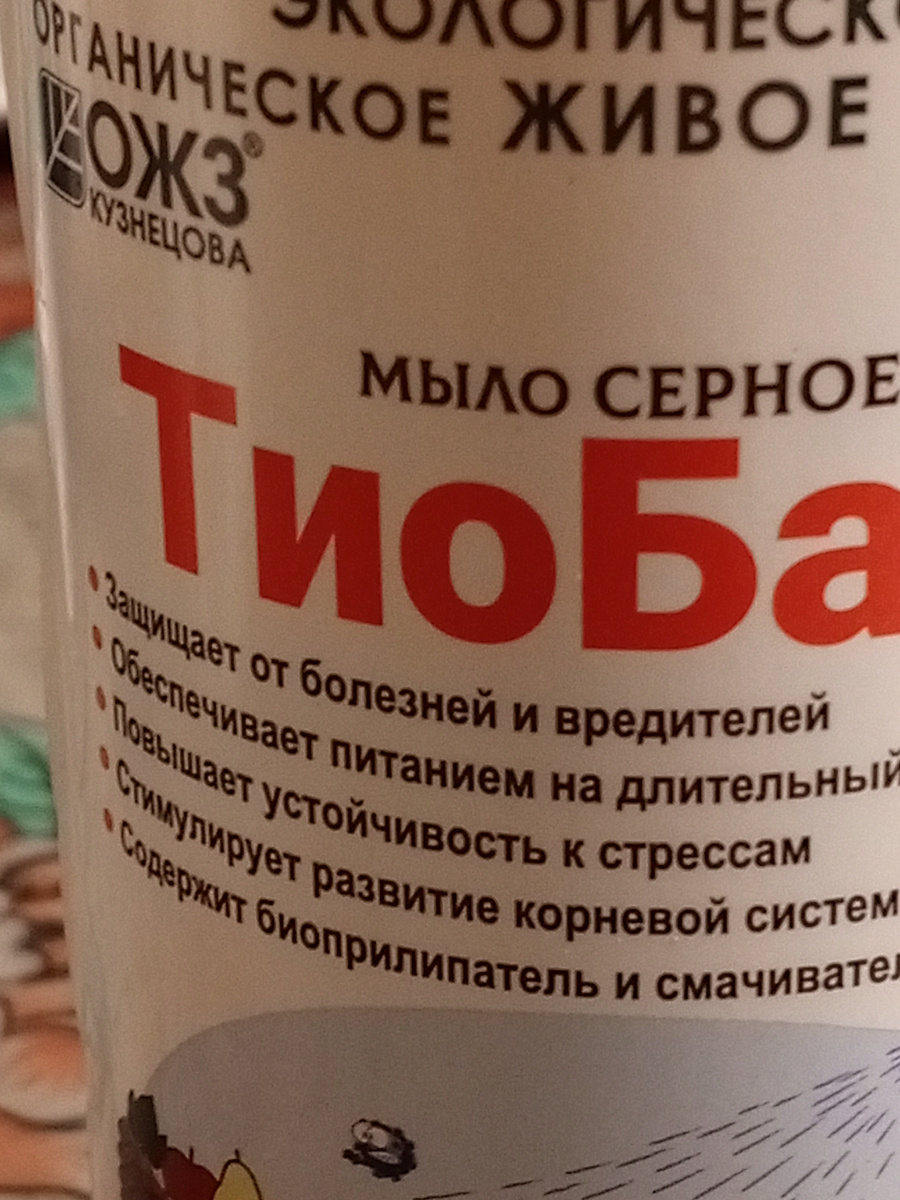 ЭКОЛОГИЧЕСК
ОРГАНИЧЕСКОЕ ЖИВОЕ
ОЖЗ®
КУЗНЕЦОВА
МЫЛО СЕРНОЕ
ТиоБа
• Защищает от болезней и вредителей
• Обеспечивает питанием на длительный
• Повышает устойчивость к стрессам
• Стимулирует развитие корневой систем
• Содержит биоприлипатель и смачивател